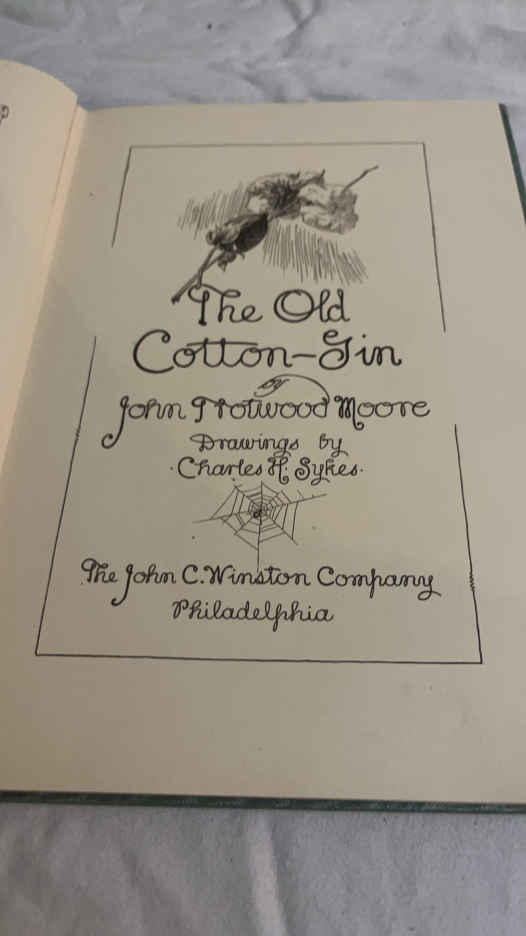 The Old
Cotton-Gin
by
John Trotwood Moore
Drawings by
·Charles H. Sykes·
The John C. Winston Company
Philadelphia